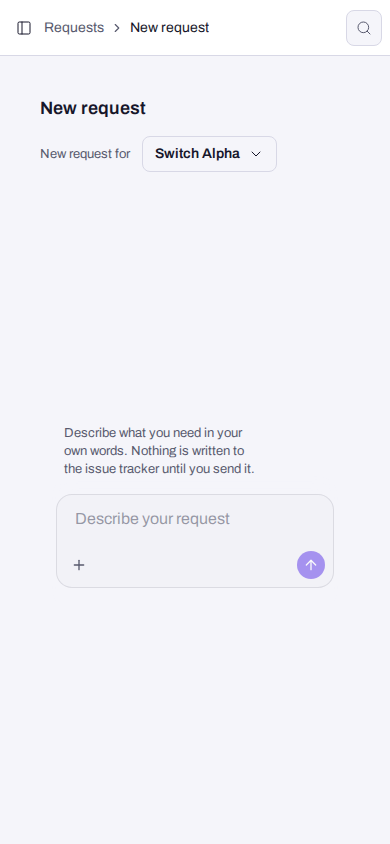 Requests > New request
New request
New request for Switch Alpha
Describe what you need in your
own words. Nothing is written to
the issue tracker until you send it.
Describe your request